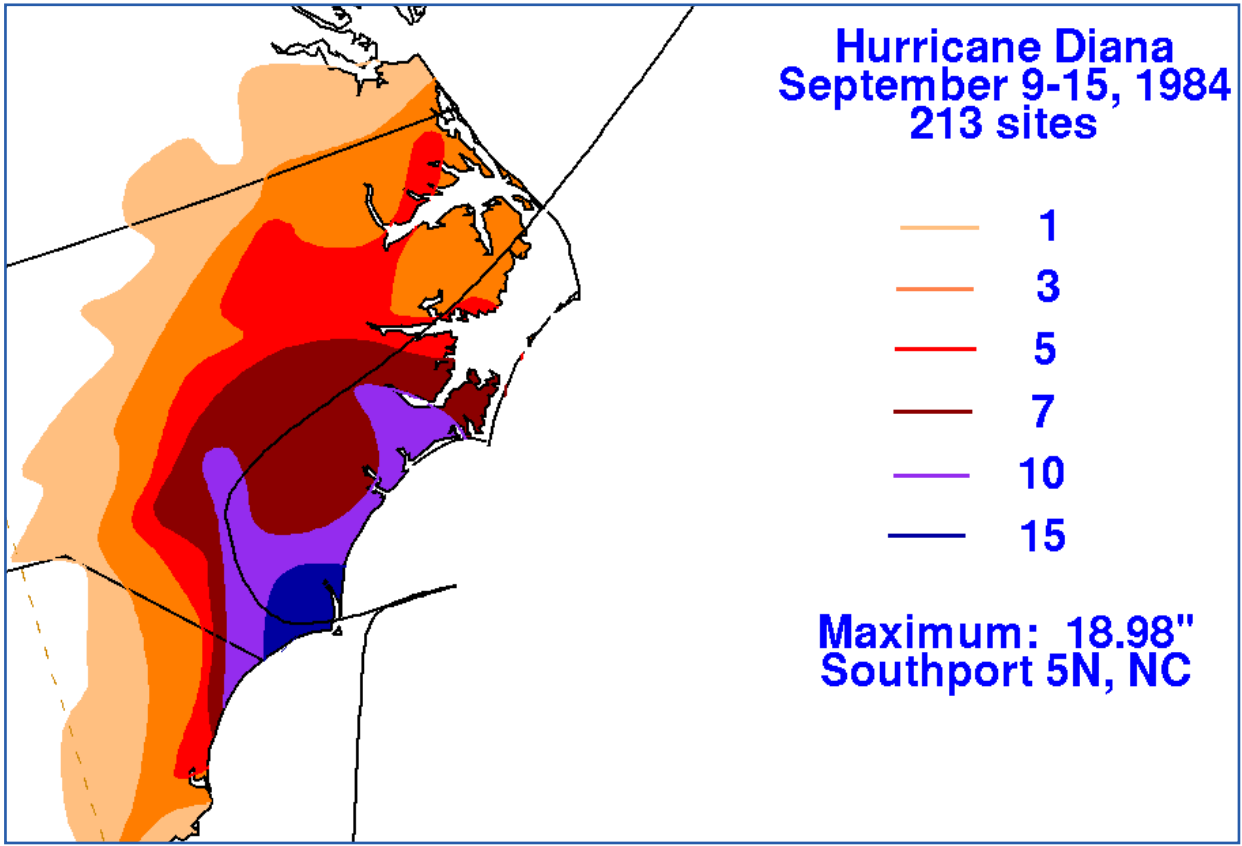 Hurricane Diana
September 9-15, 1984
213 sites
1
3
5
7
10
15
Maximum: 18.98"
Southport 5N, NC